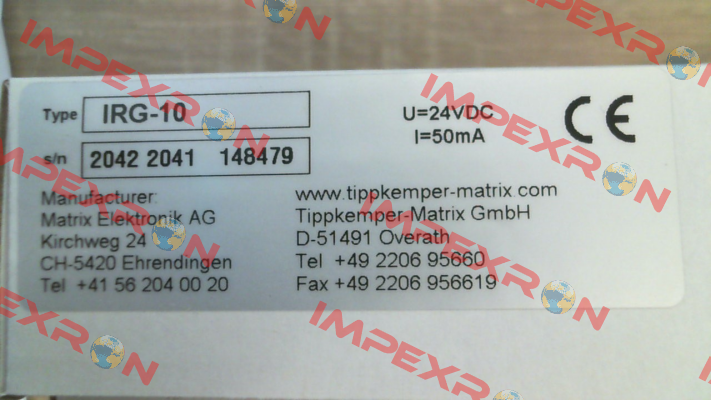 Type IRG-10
U=24VDC
I=50mA
CE
s/n 2042 2041 148479
Manufacturer:
Matrix Elektronik AG
Kirchweg 24
CH-5420 Ehrendingen
Tel +41 56 204 00 20
www.tippkemper-matrix.com
Tippkemper-Matrix GmbH
D-51491 Overath
Tel +49 2206 95660
Fax +49 2206 956619
IMPEXRON
IMPEXRON
IMPEXRON
IMPEXRON
IMPEXRON
IMPEXRON